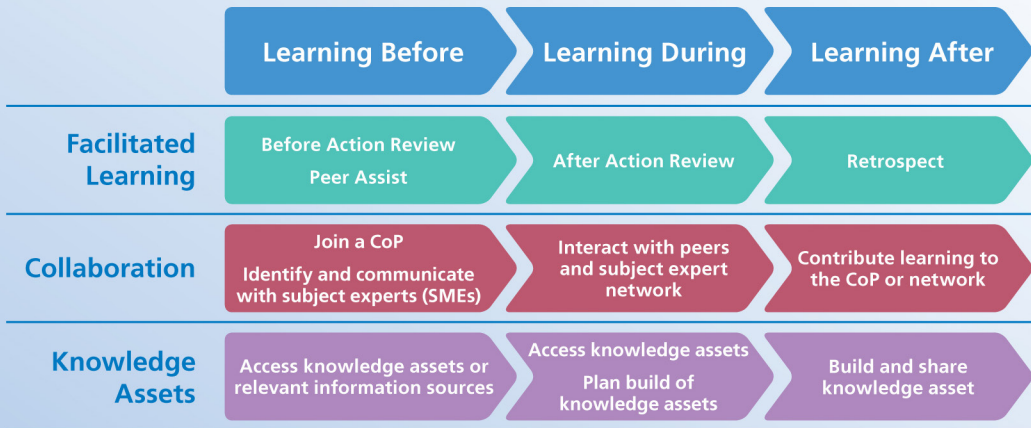 Learning Before
Learning During
Learning After
Facilitated
Learning
Before Action Review
Peer Assist
After Action Review
Retrospect
Collaboration
Join a CoP
Identify and communicate
with subject experts (SMEs)
Interact with peers
and subject expert
network
Contribute learning to
the CoP or network
Knowledge
Assets
Access knowledge assets or
relevant information sources
Access knowledge assets
Plan build of
knowledge assets
Build and share
knowledge asset